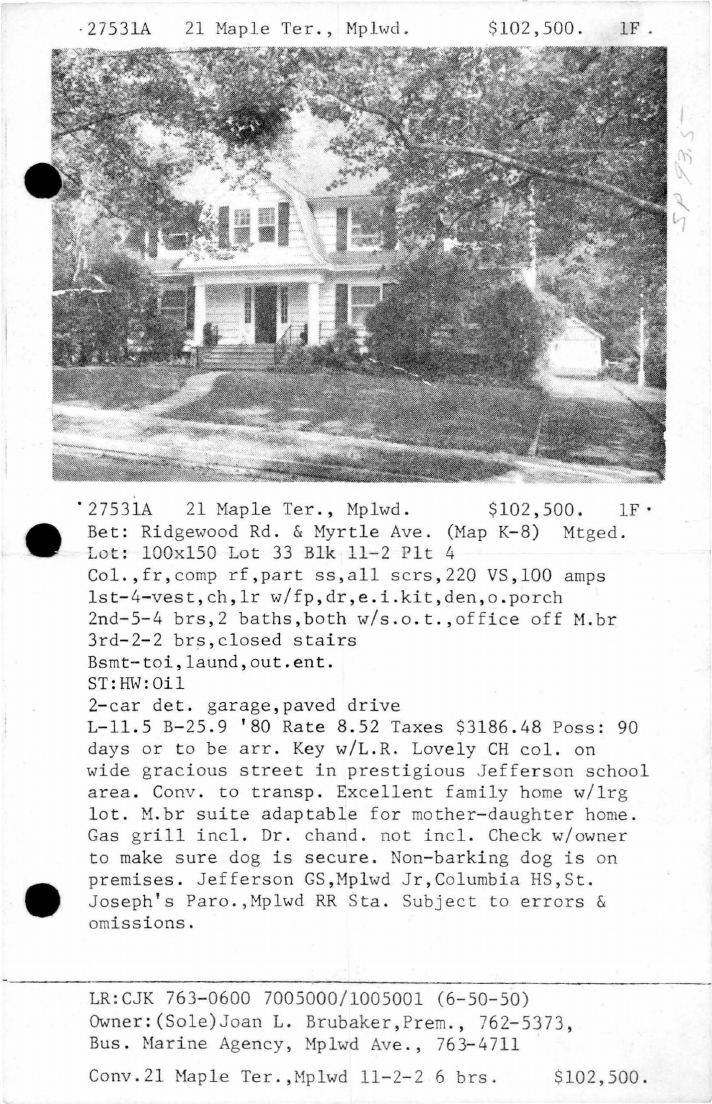 27531A 21 Maple Ter., Mplwd. $102,500. 1F.
SP 93.5
27531A 21 Maple Ter., Mplwd. $102,500. 1F.
Bet: Ridgewood Rd. & Myrtle Ave. (Map K-8) Mtged.
Lot: 100x150 Lot 33 Blk 11-2 Plt 4
Col.,fr,comp rf,part ss,all scrs,220 VS,100 amps
1st-4-vest,ch,lr w/fp,dr,e.i.kit,den,o.porch
2nd-5-4 brs,2 baths,both w/s.o.t.,office off M.br
3rd-2-2 brs,closed stairs
Bsmt-toi,laund,out.ent.
ST:HW:Oil
2-car det. garage,paved drive
L-11.5 B-25.9 '80 Rate 8.52 Taxes $3186.48 Poss: 90
days or to be arr. Key w/L.R. Lovely CH col. on
wide gracious street in prestigious Jefferson school
area. Conv. to transp. Excellent family home w/lrg
lot. M.br suite adaptable for mother-daughter home.
Gas grill incl. Dr. chand. not incl. Check w/owner
to make sure dog is secure. Non-barking dog is on
premises. Jefferson GS,Mplwd Jr,Columbia HS,St.
Joseph's Paro.,Mplwd RR Sta. Subject to errors &
omissions.
LR:CJK 763-0600 7005000/1005001 (6-50-50)
Owner:(Sole)Joan L. Brubaker,Prem., 762-5373,
Bus. Marine Agency, Mplwd Ave., 763-4711
Conv.21 Maple Ter.,Mplwd 11-2-2 6 brs. $102,500.